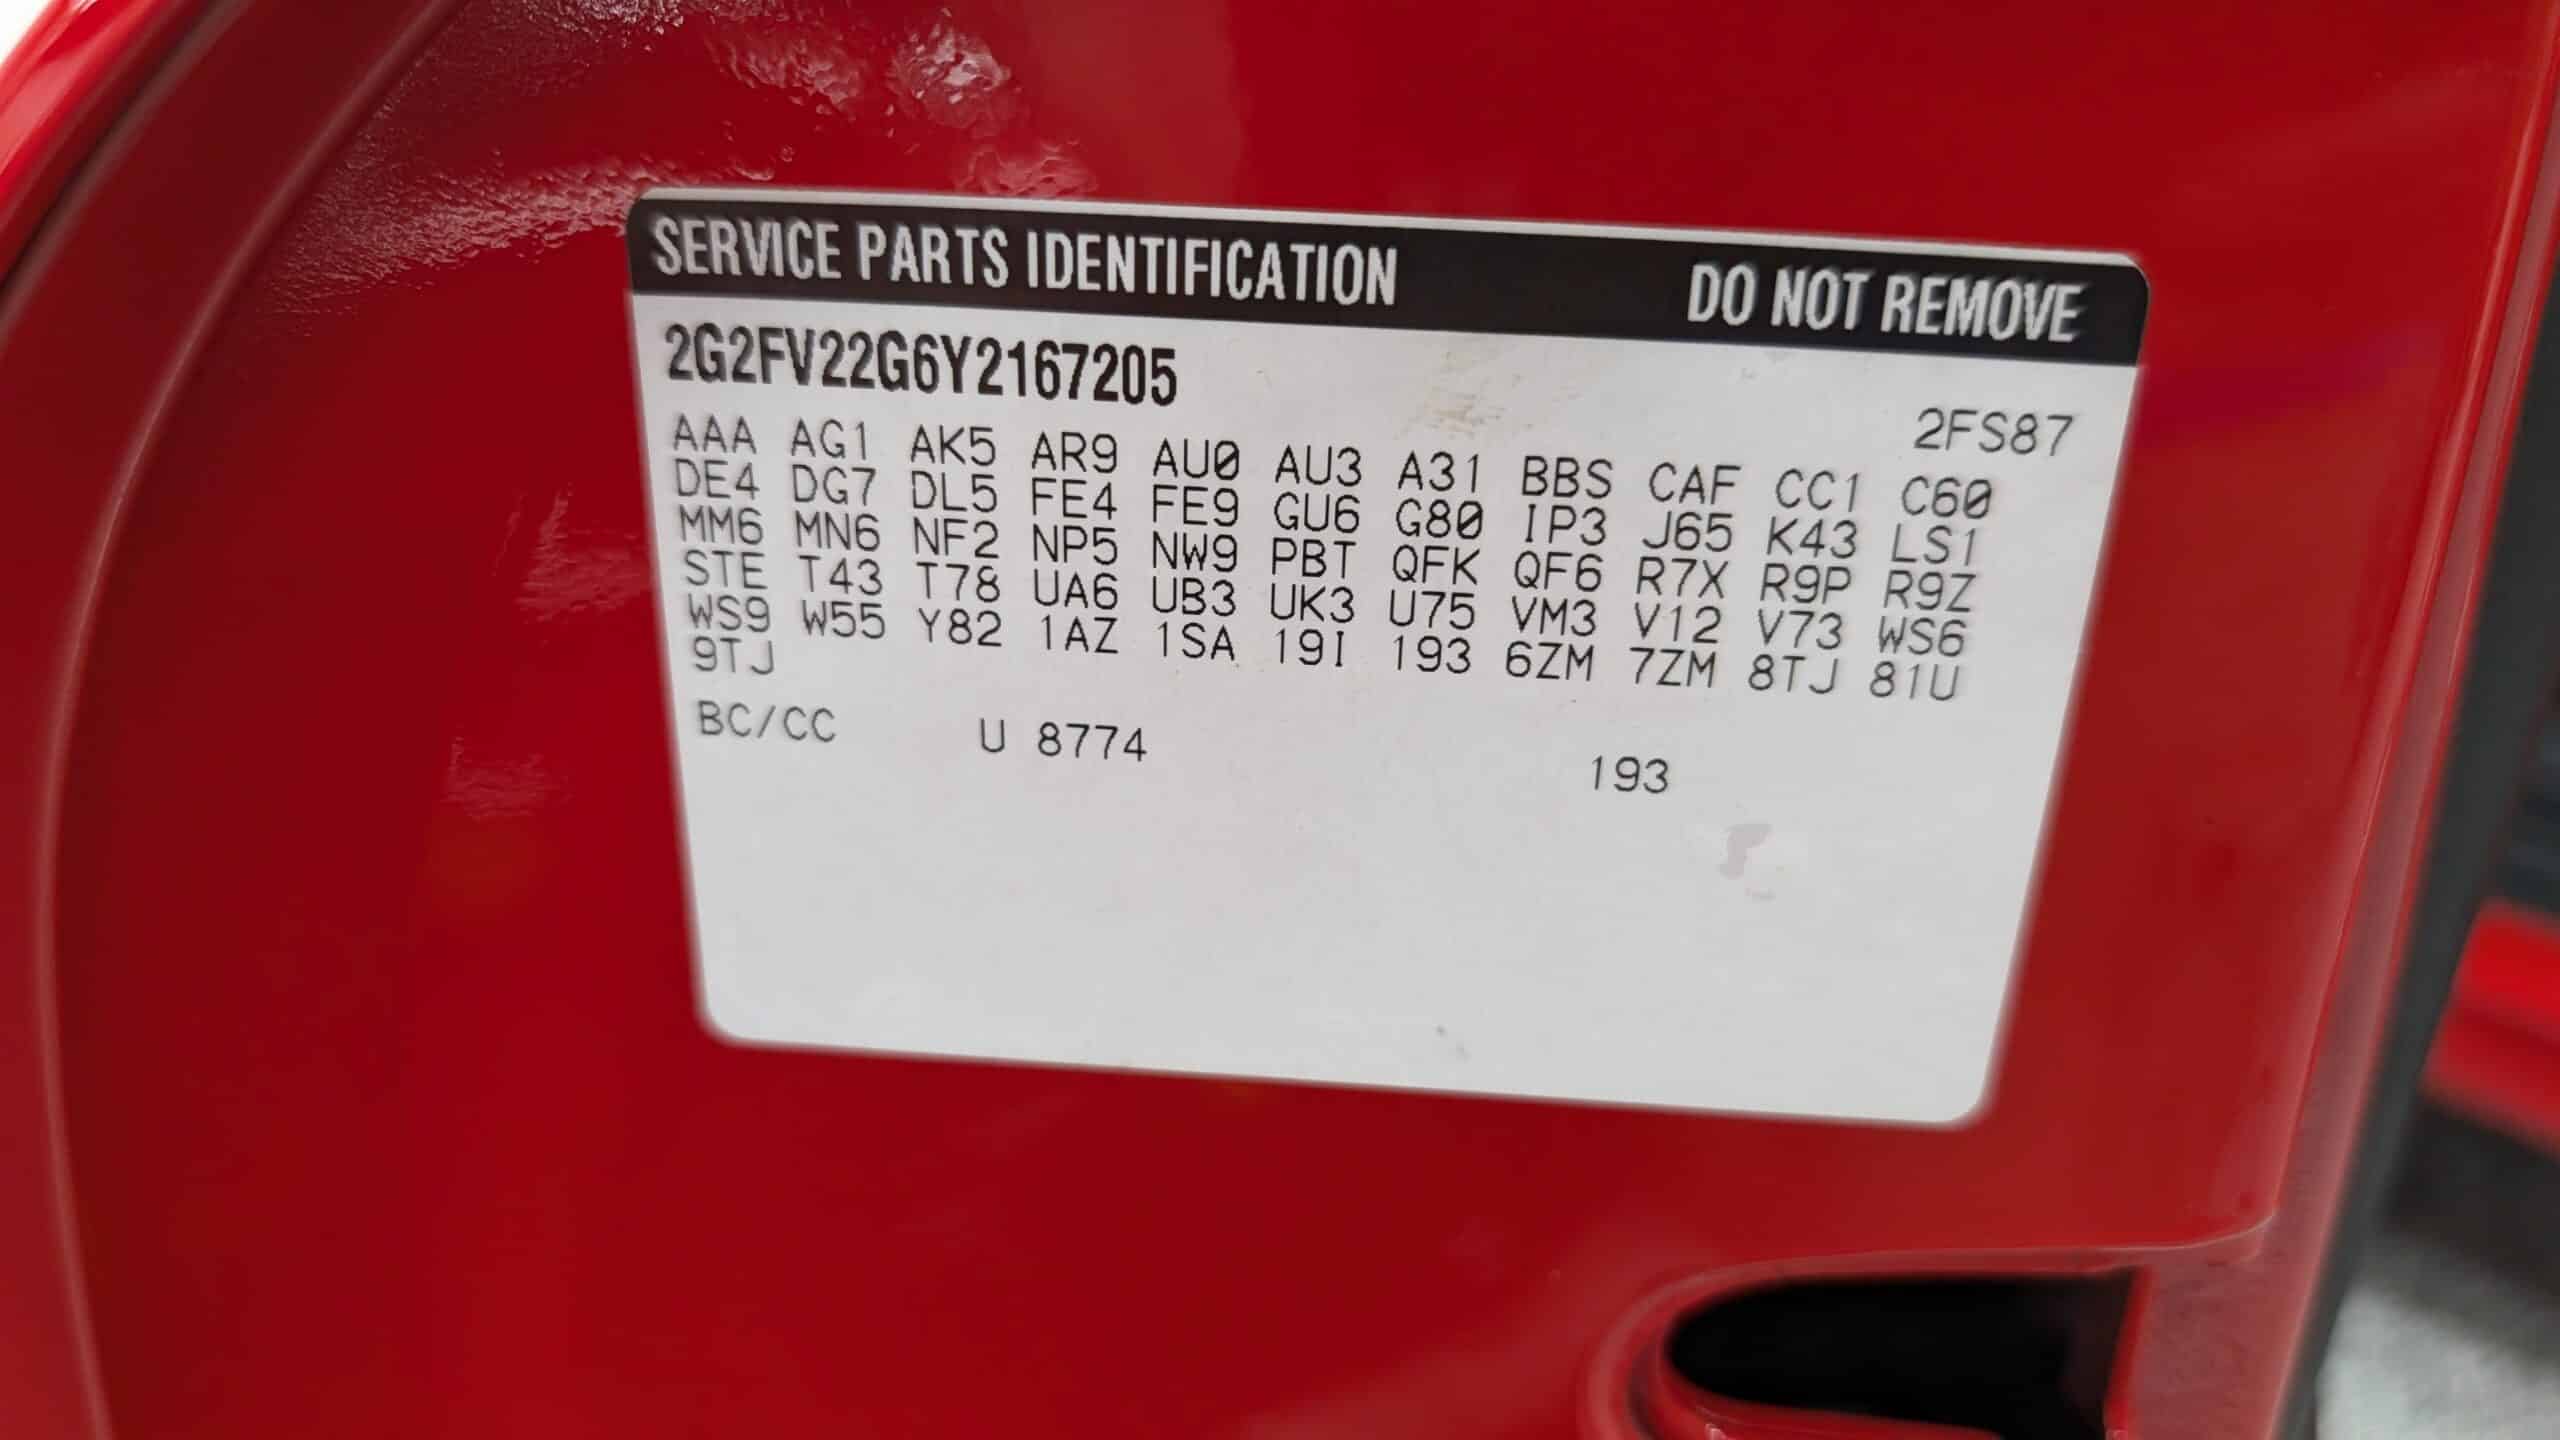 SERVICE PARTS IDENTIFICATION DO NOT REMOVE
2G2FV22G6Y2167205
2FS87
AAA AG1 AK5 AR9 AU0 AU3 A31 BBS CAF CC1 C60
DE4 DG7 DL5 FE4 FE9 GU6 G80 IP3 J65 K43 LS1
MM6 MN6 NF2 NP5 NW9 PBT QFK QF6 R7X R9P R9Z
STE T43 T78 UA6 UB3 UK3 U75 VM3 V12 V73 WS6
WS9 W55 Y82 1AZ 1SA 19I 193 6ZM 7ZM 8TJ 81U
9TJ
BC/CC U 8774 193